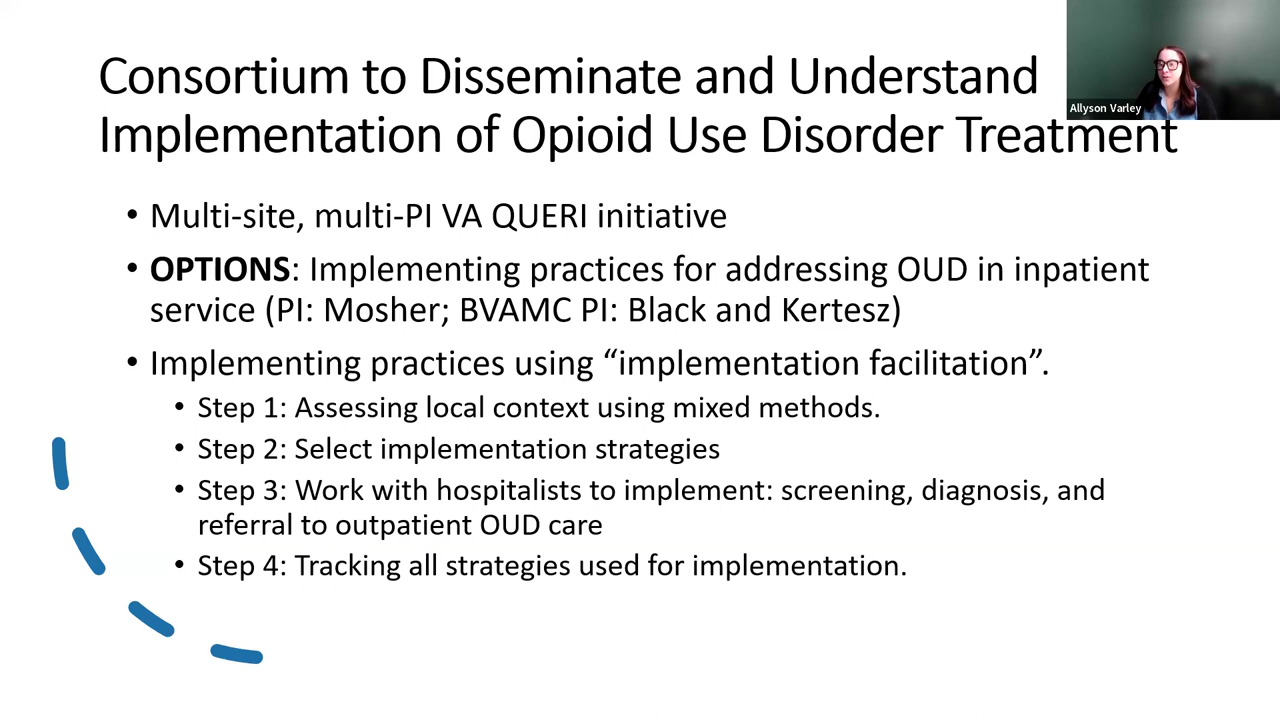 Consortium to Disseminate and Understand
Implementation of Opioid Use Disorder Treatment
Allyson Varley
• Multi-site, multi-PI VA QUERI initiative
• OPTIONS: Implementing practices for addressing OUD in inpatient
service (PI: Mosher; BVAMC PI: Black and Kertesz)
• Implementing practices using “implementation facilitation”.
• Step 1: Assessing local context using mixed methods.
• Step 2: Select implementation strategies
• Step 3: Work with hospitalists to implement: screening, diagnosis, and
referral to outpatient OUD care
• Step 4: Tracking all strategies used for implementation.